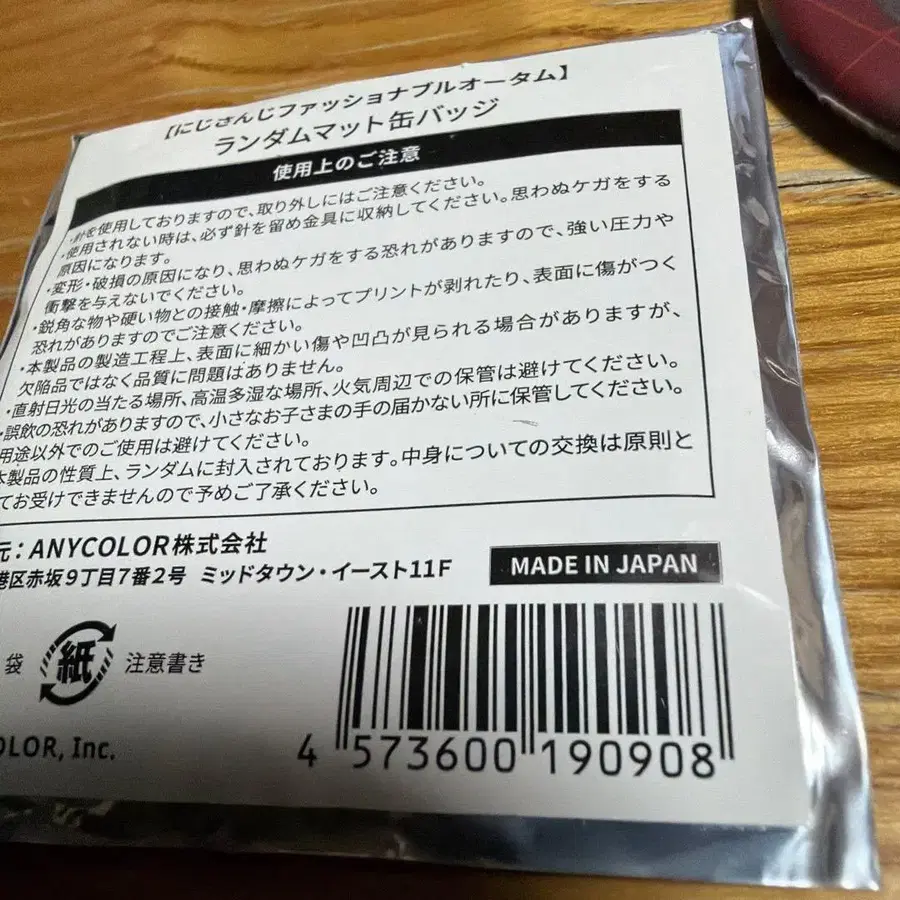 【にじさんじファッショナブルオータム】
ランダムマット缶バッジ
使用上のご注意
・針を使用しておりますので、取り外しにはご注意ください。
・使用されない時は、必ず針を留め金具に収納してください。思わぬケガをする
原因になります。
・変形・破損の原因になり、思わぬケガをする恐れがありますので、強い圧力や
衝撃を与えないでください。
・鋭角な物や硬い物との接触・摩擦によってプリントが剥れたり、表面に傷がつく
恐れがありますのでご注意ください。
・本製品の製造工程上、表面に細かい傷や凹凸が見られる場合がありますが、
欠陥品ではなく品質に問題はありません。
・直射日光の当たる場所、高温多湿な場所、火気周辺での保管は避けてください。
・誤飲の恐れがありますので、小さなお子さまの手の届かない所に保管してください。
用途以外でのご使用は避けてください。
本製品の性質上、ランダムに封入されております。中身についての交換は原則と
てお受けできませんので予めご了承ください。
元：ANYCOLOR株式会社
港区赤坂9丁目7番2号 ミッドタウン・イースト11F
MADE IN JAPAN
袋 紙 注意書き
OLOR, Inc.
4 573600 190908